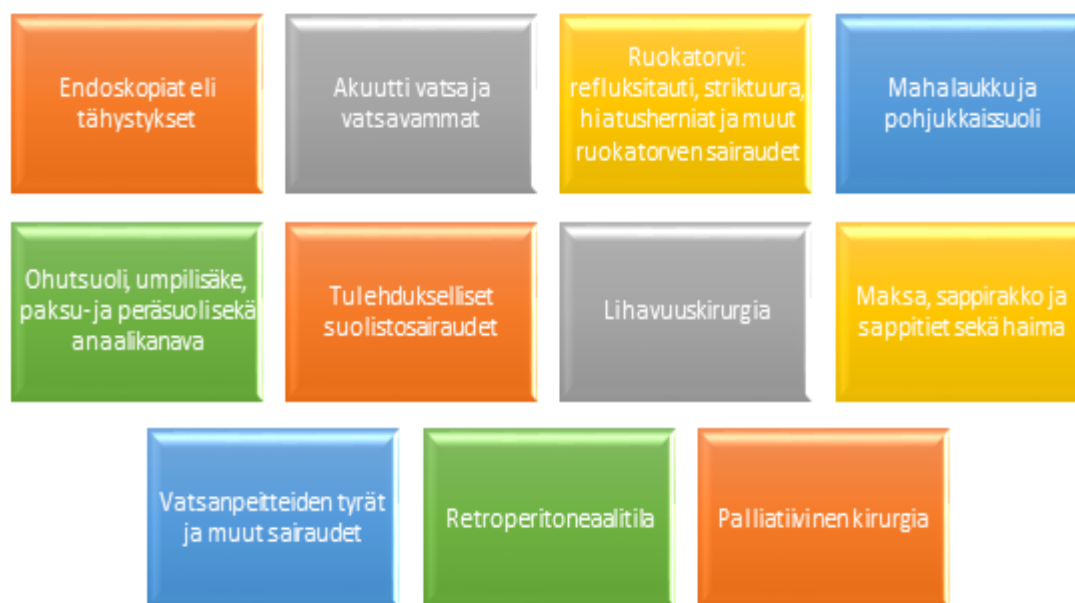 Endoskopiat eli
tähystykset
Akuutti vatsa ja
vatsavammat
Ruokatorvi:
refluksitauti, striktuura,
hiatusherniat ja muut
ruokatorven sairaudet
Mahalaukku ja
pohjukkaissuoli
Ohutsuoli, umpilisäke,
paksu- ja peräsuoli sekä
anaalikanava
Tulehdukselliset
suolistosairaudet
Lihavuuskirurgia
Maksa, sappirakko ja
sappitiet sekä haima
Vatsanpeitteiden tyrät
ja muut sairaudet
Retroperitoneaalitila
Palliatiivinen kirurgia